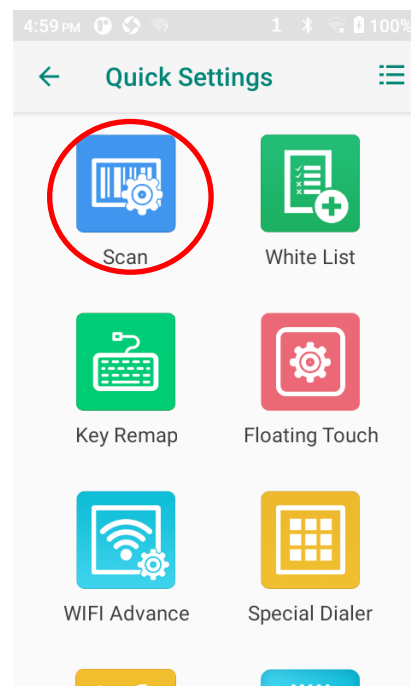 4:59 PM 1 100%
Quick Settings
Scan White List
Key Remap Floating Touch
WIFI Advance Special Dialer